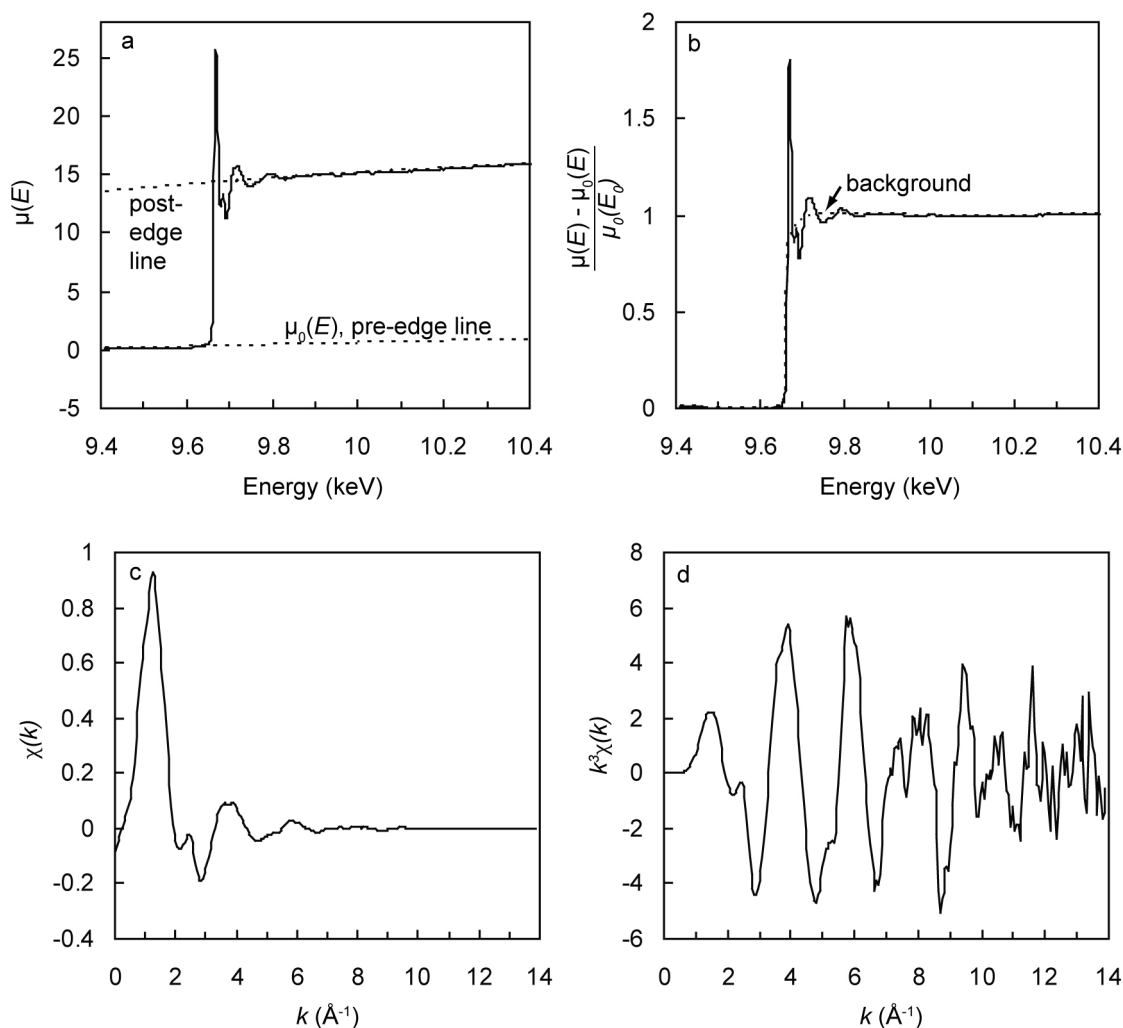 a
25
20
15
10
5
0
-5
μ(E)
post-
edge
line
μ₀(E), pre-edge line
9.4 9.6 9.8 10 10.2 10.4
Energy (keV)
b
2
1.5
1
0.5
0
μ(E) - μ₀(E)
μ₀(E₀)
background
9.4 9.6 9.8 10 10.2 10.4
Energy (keV)
c
1
0.8
0.6
0.4
0.2
0
-0.2
-0.4
χ(k)
0 2 4 6 8 10 12 14
k (Å⁻¹)
d
8
6
4
2
0
-2
-4
-6
k³χ(k)
0 2 4 6 8 10 12 14
k (Å⁻¹)